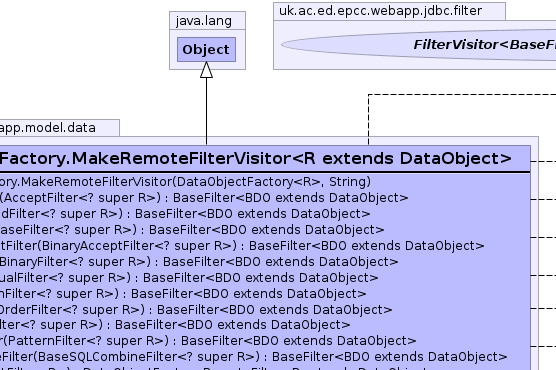 java.lang
Object
uk.ac.ed.epcc.webapp.jdbc.filter
FilterVisitor<BaseF
app.model.data
Factory.MakeRemoteFilterVisitor<R extends DataObject>
ory.MakeRemoteFilterVisitor(DataObjectFactory<R>, String)
(AcceptFilter<? super R>) : BaseFilter<BDO extends DataObject>
dFilter<? super R>) : BaseFilter<BDO extends DataObject>
aseFilter<? super R>) : BaseFilter<BDO extends DataObject>
tFilter(BinaryAcceptFilter<? super R>) : BaseFilter<BDO extends DataObject>
BinaryFilter<? super R>) : BaseFilter<BDO extends DataObject>
ualFilter<? super R>) : BaseFilter<BDO extends DataObject>
nFilter<? super R>) : BaseFilter<BDO extends DataObject>
OrderFilter<? super R>) : BaseFilter<BDO extends DataObject>
lter<? super R>) : BaseFilter<BDO extends DataObject>
r(PatternFilter<? super R>) : BaseFilter<BDO extends DataObject>
eFilter(BaseSQLCombineFilter<? super R>) : BaseFilter<BDO extends DataObject>